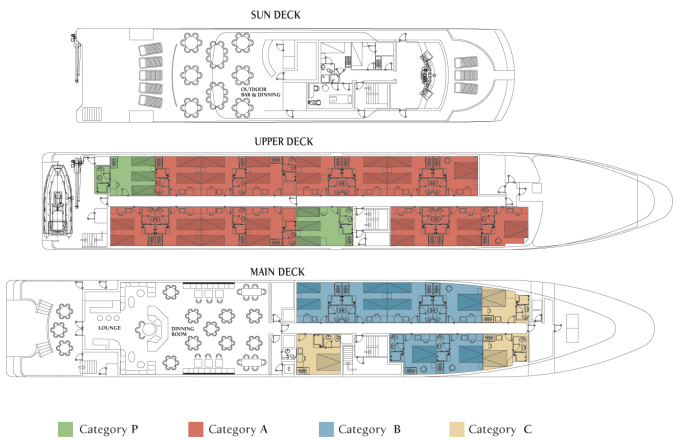 SUN DECK
OUTDOOR
BAR & DINNING
UPPER DECK
MAIN DECK
LOUNGE
DINNING
ROOM
E
Category P
Category A
Category B
Category C